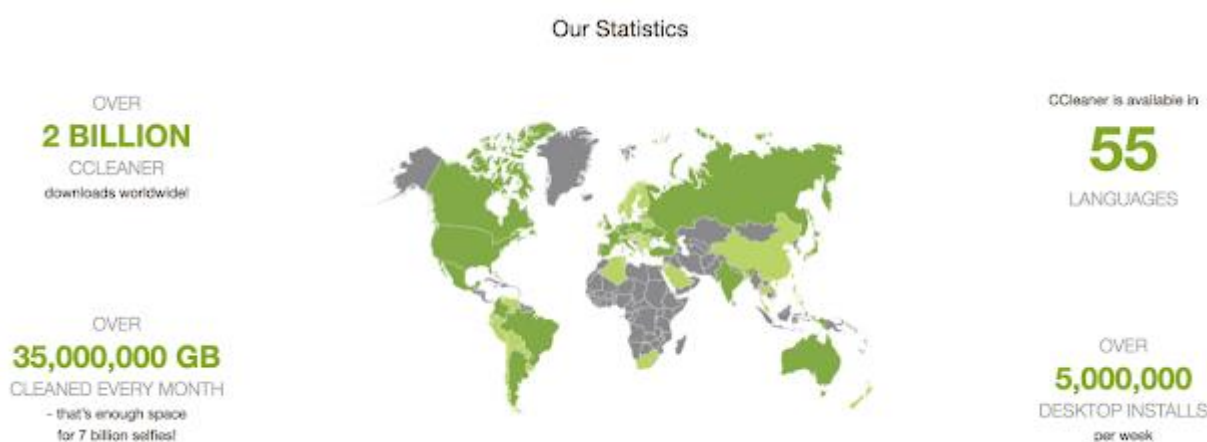 Our Statistics
OVER
2 BILLION
CCLEANER
downloads worldwide!
OVER
35,000,000 GB
CLEANED EVERY MONTH
- that's enough space
for 7 billion selfies!
CCleaner is available in
55
LANGUAGES
OVER
5,000,000
DESKTOP INSTALLS
per week